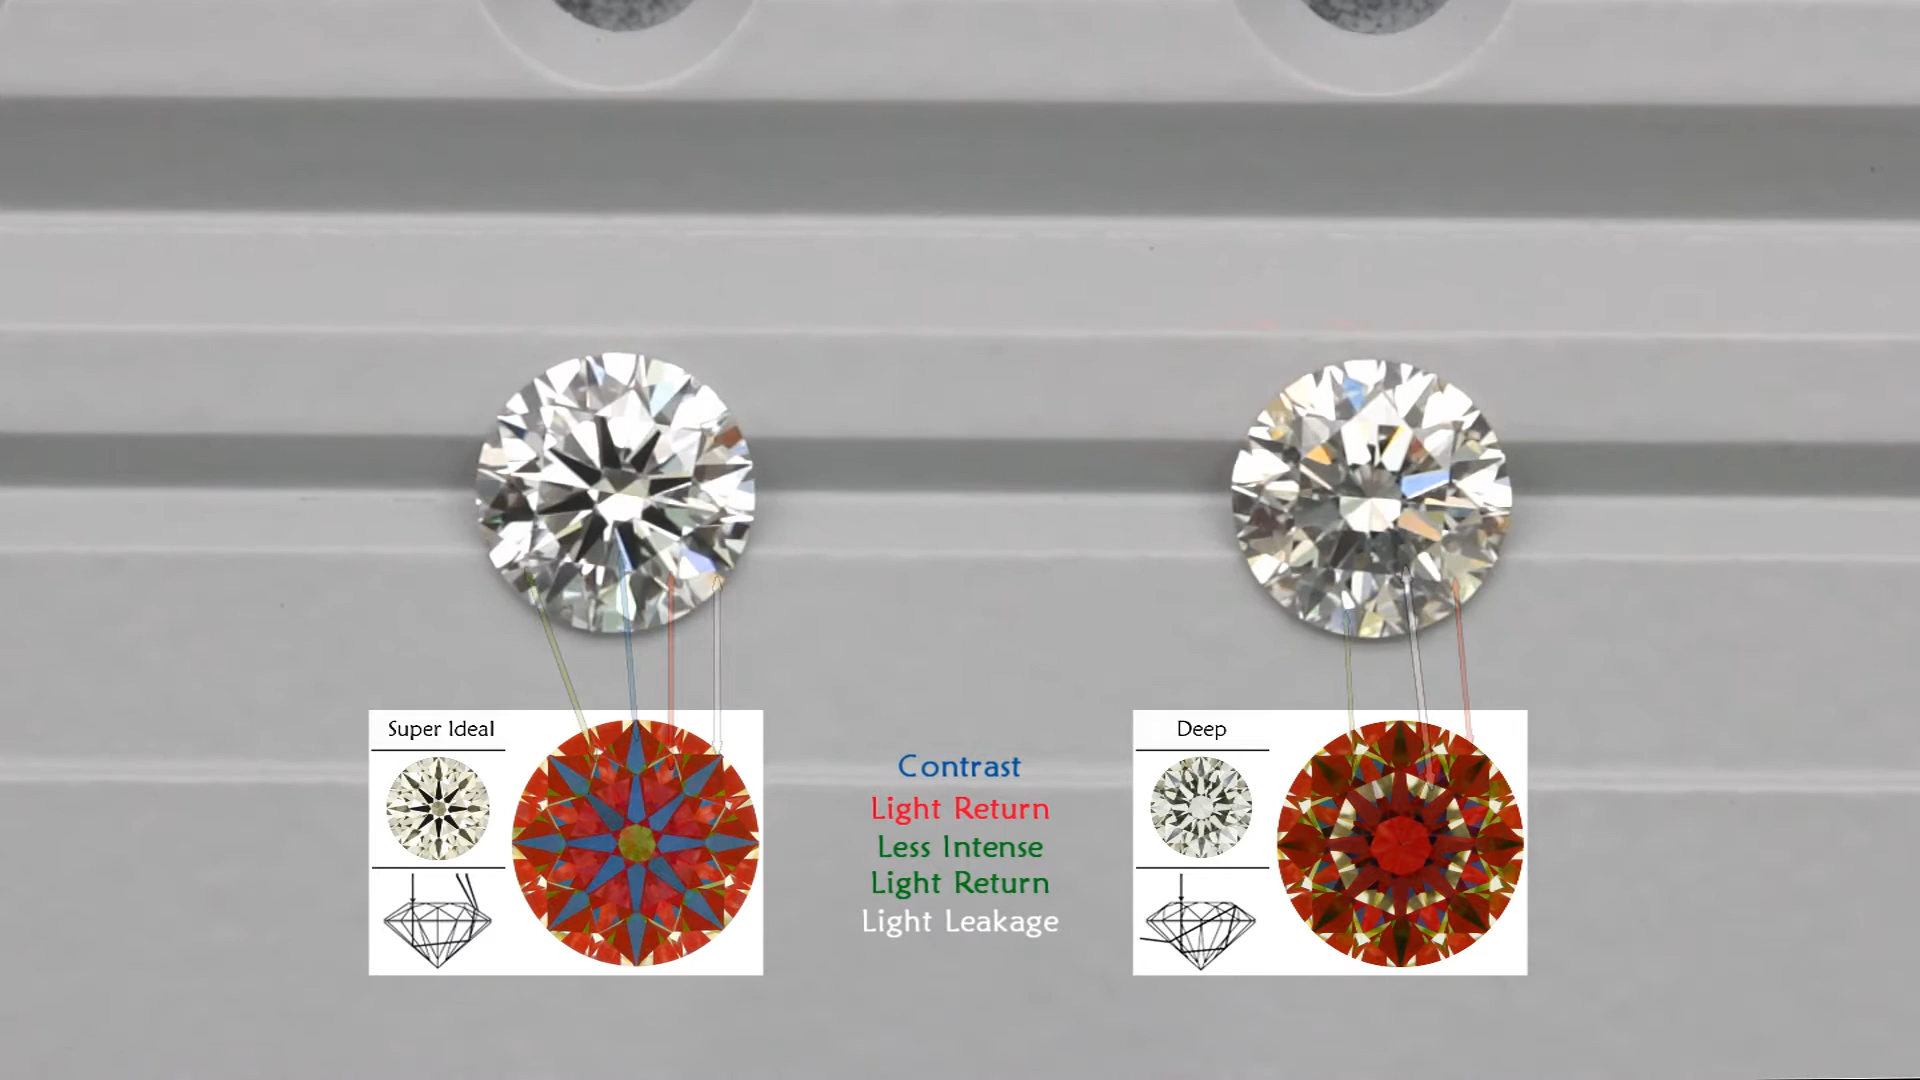 Super Ideal
Contrast
Light Return
Less Intense
Light Return
Light Leakage
Deep